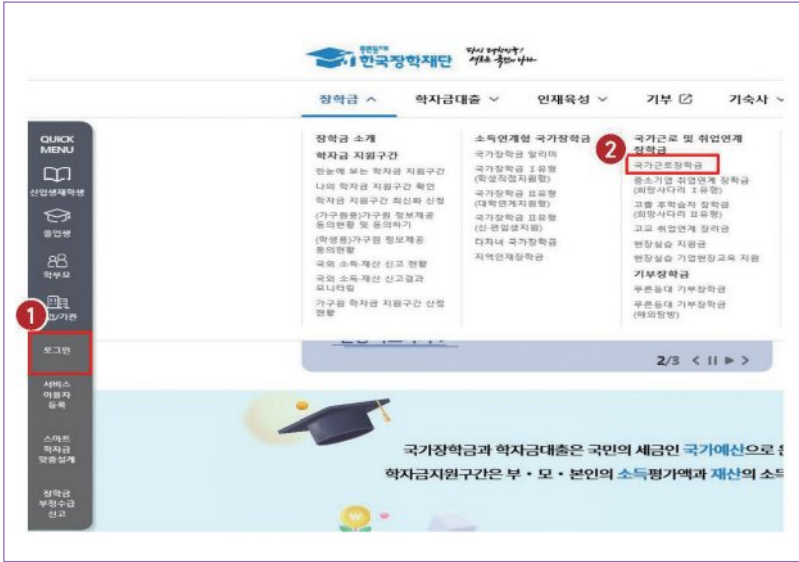 푸른등대
한국장학재단
장학금
학자금대출
인재육성
기부
기숙사
QUICK
MENU
신입생재학생
졸업생
학부모
1
/기관
로그인
서비스
이용자
등록
스마트
학자금
맞춤설계
장학금
부정수급
신고
장학금 소개
학자금 지원구간
한눈에 보는 학자금 지원구간
나의 학자금 지원구간 확인
학자금 지원구간 최신화 신청
(가구원용)가구원 정보제공
동의현황 및 동의하기
(학생용)가구원 정보제공
동의현황
국외 소득·재산 신고 현황
국외 소득·재산 신고결과
모니터링
가구원 학자금 지원구간 산정
현황
소득연계형 국가장학금
국가장학금 알리미
국가장학금 Ⅰ유형
(학생직접지원형)
국가장학금 Ⅱ유형
(대학연계지원형)
국가장학금 Ⅱ유형
(신·편입생지원)
다자녀 국가장학금
지역인재장학금
2
국가근로 및 취업연계
장학금
국가근로장학금
중소기업 취업연계 장학금
(희망사다리 Ⅰ유형)
고졸 후학습자 장학금
(희망사다리 Ⅱ유형)
고교 취업연계 장려금
현장실습 지원금
현장실습 기업현장교육 지원
기부장학금
푸른등대 기부장학금
푸른등대 기부장학금
(해외탐방)
2/3
국가장학금과 학자금대출은 국민의 세금인 국가예산으로
학자금지원구간은 부·모·본인의 소득평가액과 재산의 소득